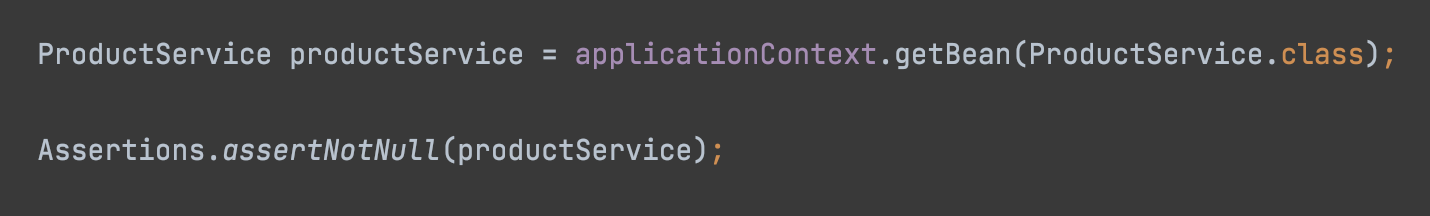 ProductService productService = applicationContext.getBean(ProductService.class);
Assertions.assertNotNull(productService);